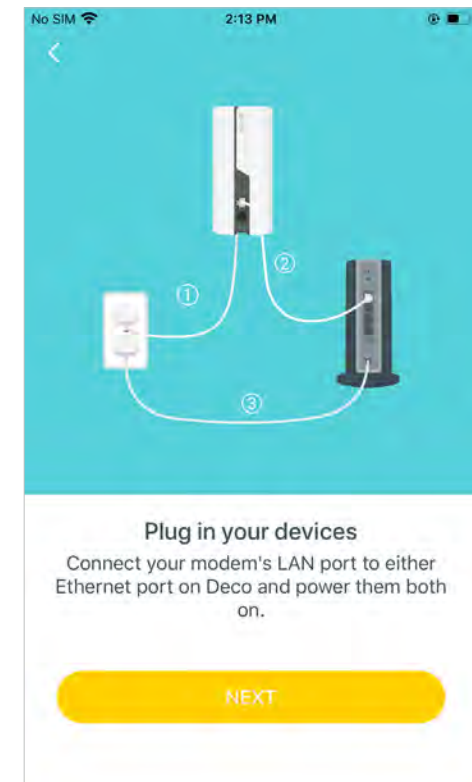 No SIM 2:13 PM
①
②
③
Plug in your devices
Connect your modem's LAN port to either
Ethernet port on Deco and power them both
on.
NEXT